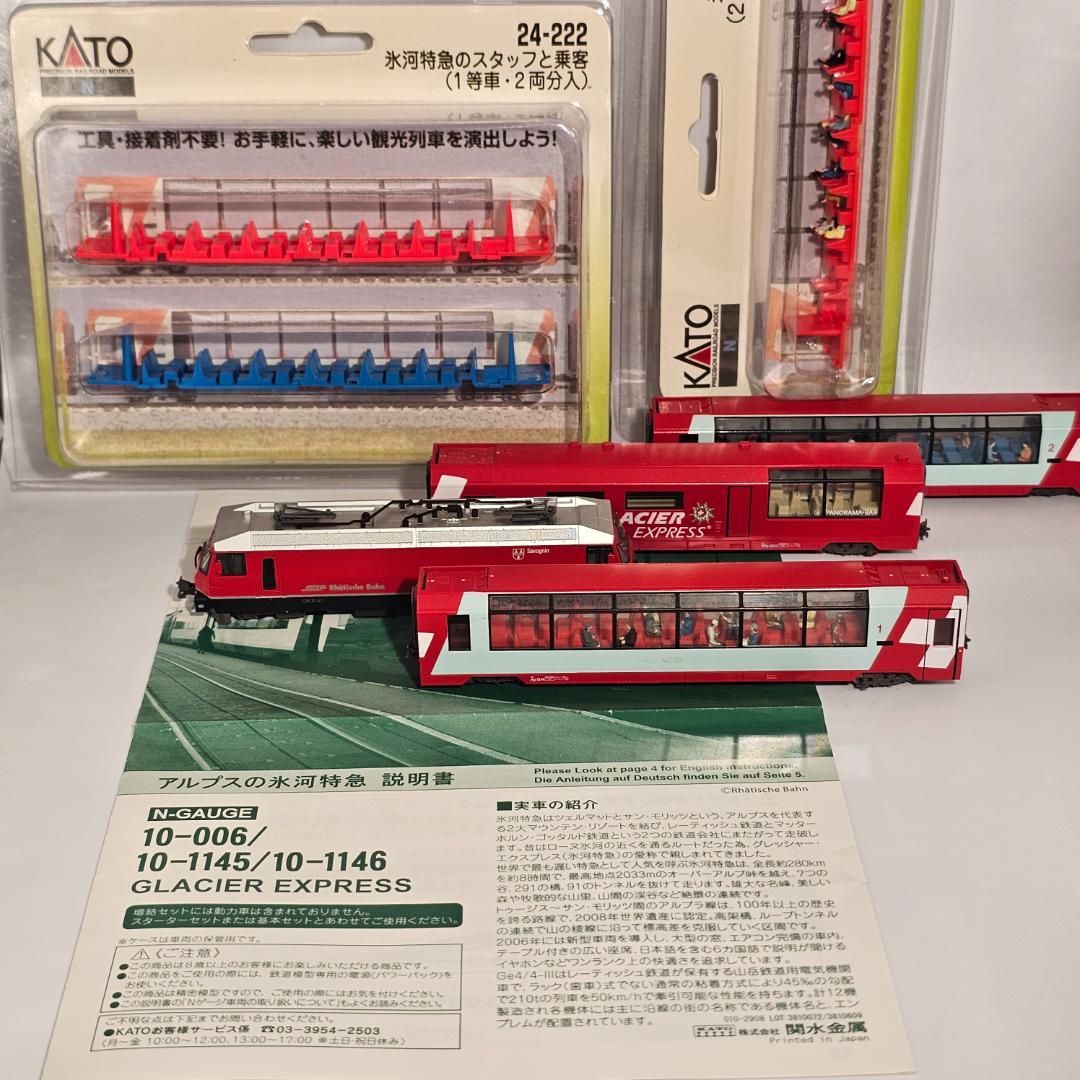 KATO
PRECISION RAILROAD MODELS
N
24-222
氷河特急のスタッフと乗客
(1等車・2両分入)
工具・接着剤不要! お手軽に、楽しい観光列車を演出しよう!
(2
KATO
PRECISION RAILROAD MODELS
N
2
ACIER
EXPRESS
PANORAMA-BAR
Savognin
Rhätische Bahn
1
アルプスの氷河特急 説明書
Please Look at page 4 for English instructions.
Die Anleitung auf Deutsch finden Sie auf Seite 5.
©Rhätische Bahn
N-GAUGE
10-006/
10-1145/10-1146
GLACIER EXPRESS
増結セットには動力車は含まれておりません。
スターターセットまたは基本セットとあわせてご使用ください。
※ケースは車両の保管用です。
⚠《ご注意》
●この商品は8歳以上のお客様にお楽しみいただける商品です。
●この商品をご使用の際には、鉄道模型専用の電源(パワーパック)を
お使いください。
●この商品は精密模型ですので、ご使用の際にはお気を付けください。
●この説明書の「Nゲージ車両の取り扱いについて」もよくお読みください。
ご不明な点は下記までお問い合わせください。
●KATOお客様サービス係 ☎03-3954-2503
(月〜金 10:00〜12:00、13:00〜17:00 ※土日・祝日休み)
■実車の紹介
氷河特急はツェルマットとサン・モリッツという、アルプスを代表す
る2大マウンテン・リゾートを結び、レーティッシュ鉄道とマッター
ホルン・ゴッタルド鉄道という2つの鉄道会社にまたがって走破し
ます。昔はローヌ氷河の近くを通るルートだった為、グレッシャー・
エクスプレス(氷河特急)の愛称で親しまれてきました。
世界で最も遅い特急として人気を呼ぶ氷河特急は、全長約280km
を約8時間で、最高地点2033mのオーバーアルプ峠を越え、7つの
谷、291の橋、91のトンネルを抜けて走ります。雄大な名峰、美しい
森や牧歌的な山里、山間の渓谷など絶景の連続です。
トゥージス〜サン・モリッツ間のアルブラ線は、100年以上の歴史
を誇る路線で、2008年世界遺産に認定。高架橋、ループトンネル
の連続で山の稜線に沿って標高差を克服していく区間です。
2006年には新型車両を導入し、大型の窓、エアコン完備の車内、
テーブル付きの広い座席、日本語を含む6カ国語で説明が聞ける
イヤホンなどワンランク上の快適さを追求しています。
Ge4/4-IIIはレーティッシュ鉄道が保有する山岳鉄道用電気機関
車で、ラック(歯車)式でない通常の粘着方式により45‰の勾配
で210tの列車を50km/hで牽引可能な性能を持ちます。計12機
製造され各機体には主に沿線の街の名称である機体名と、エン
ブレムが配置されています。
010-2908 LOT 3810072/3810609
KATO 株式会社 関水金属
Printed in Japan